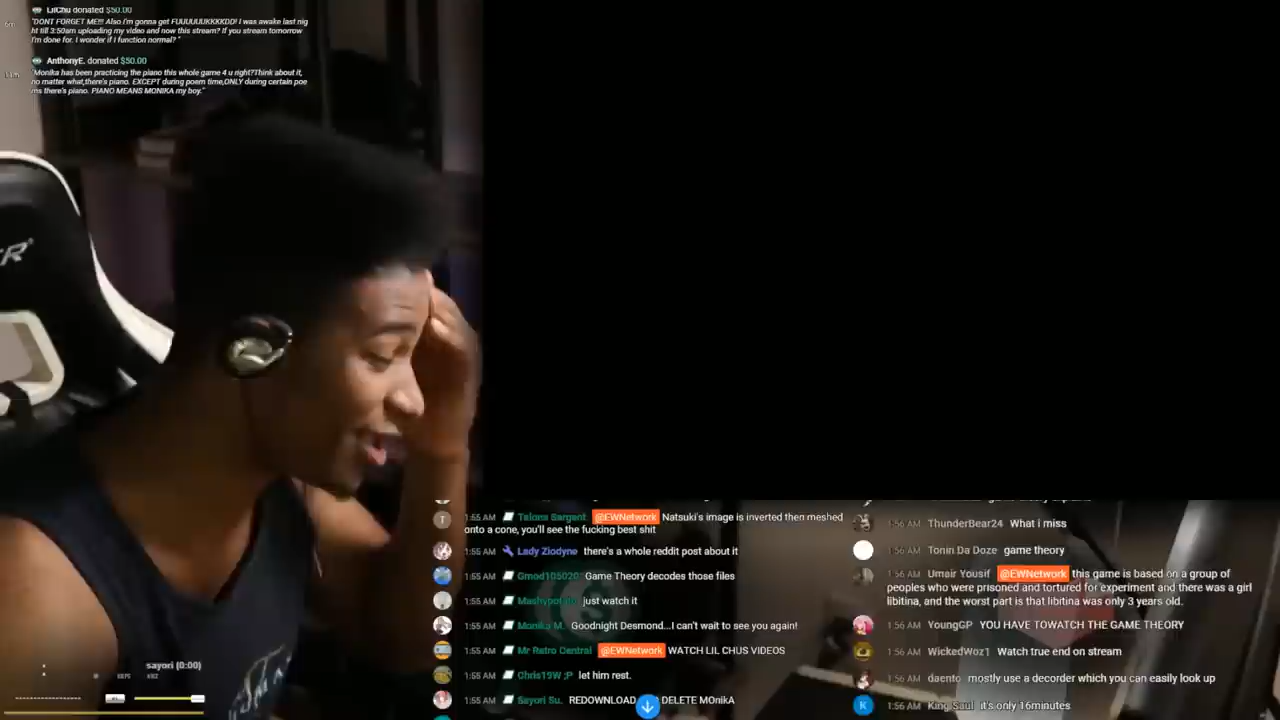 LilChu donated $50.00
6m
"DONT FORGET ME!!! Also i'm gonna get FUUUUUUKKKKDD! I was awake last nig
ht till 3:50am uploading my video and now this stream? If you stream tomorrow
I'm done for. I wonder if I function normal? "
AnthonyE. donated $50.00
11m
"Monika has been practicing the piano this whole game 4 u right?Think about it,
no matter what,there's piano. EXCEPT during poem time,ONLY during certain poe
ms there's piano. PIANO MEANS MONIKA my boy."
sayori (0:00)
T 1:55 AM Talons Sargent @EWNetwork Natsuki's image is inverted then meshed
onto a cone, you'll see the fucking best shit
1:55 AM Lady Ziodyne there's a whole reddit post about it
1:55 AM Gmod105020 Game Theory decodes those files
1:55 AM Mashypotato just watch it
1:55 AM Monika M. Goodnight Desmond...I can't wait to see you again!
1:55 AM Mr Retro Central @EWNetwork WATCH LIL CHUS VIDEOS
1:55 AM Chris19W ;P let him rest.
1:55 AM Sayori Su. REDOWNLOAD DELETE MOniKA
1:56 AM ThunderBear24 What i miss
1:56 AM Tonin Da Doze game theory
1:56 AM Umair Yousif @EWNetwork this game is based on a group of
peoples who were prisoned and tortured for experiment and there was a girl
libitina, and the worst part is that libitina was only 3 years old.
1:56 AM YoungGP YOU HAVE TOWATCH THE GAME THEORY
1:56 AM WickedWoz1 Watch true end on stream
1:56 AM daento mostly use a decorder which you can easily look up
K 1:56 AM King Saul it's only 16minutes